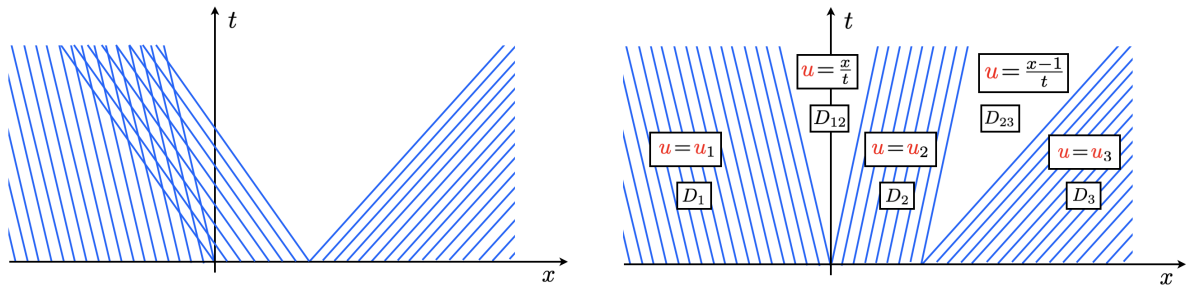 t
x
t
u = x/t
u = (x−1)/t
D₁₂
D₂₃
u = u₁
u = u₂
u = u₃
D₁
D₂
D₃
x